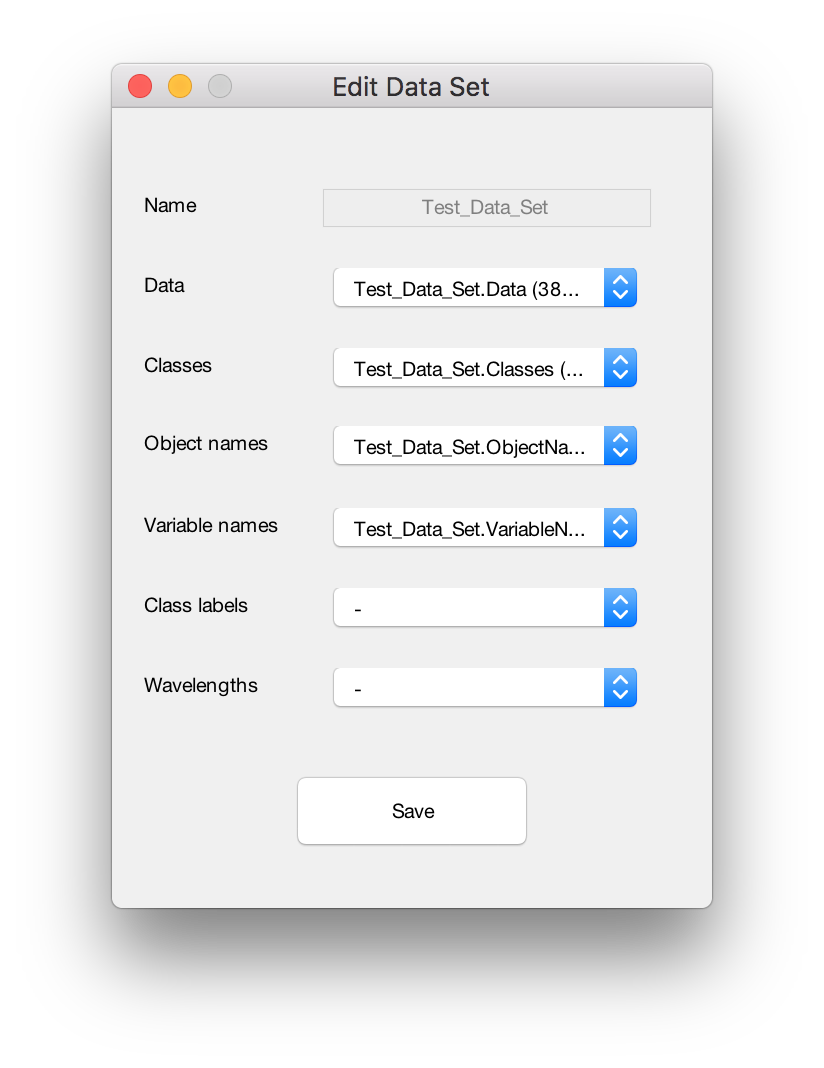 Edit Data Set
Name Test_Data_Set
Data Test_Data_Set.Data (38...
Classes Test_Data_Set.Classes (...
Object names Test_Data_Set.ObjectNa...
Variable names Test_Data_Set.VariableN...
Class labels -
Wavelengths -
Save